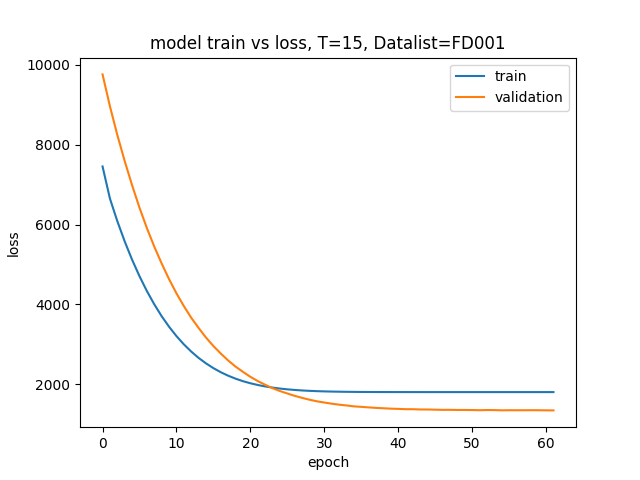 model train vs loss, T=15, Datalist=FD001
10000
8000
6000
4000
2000
loss
train
validation
0 10 20 30 40 50 60
epoch